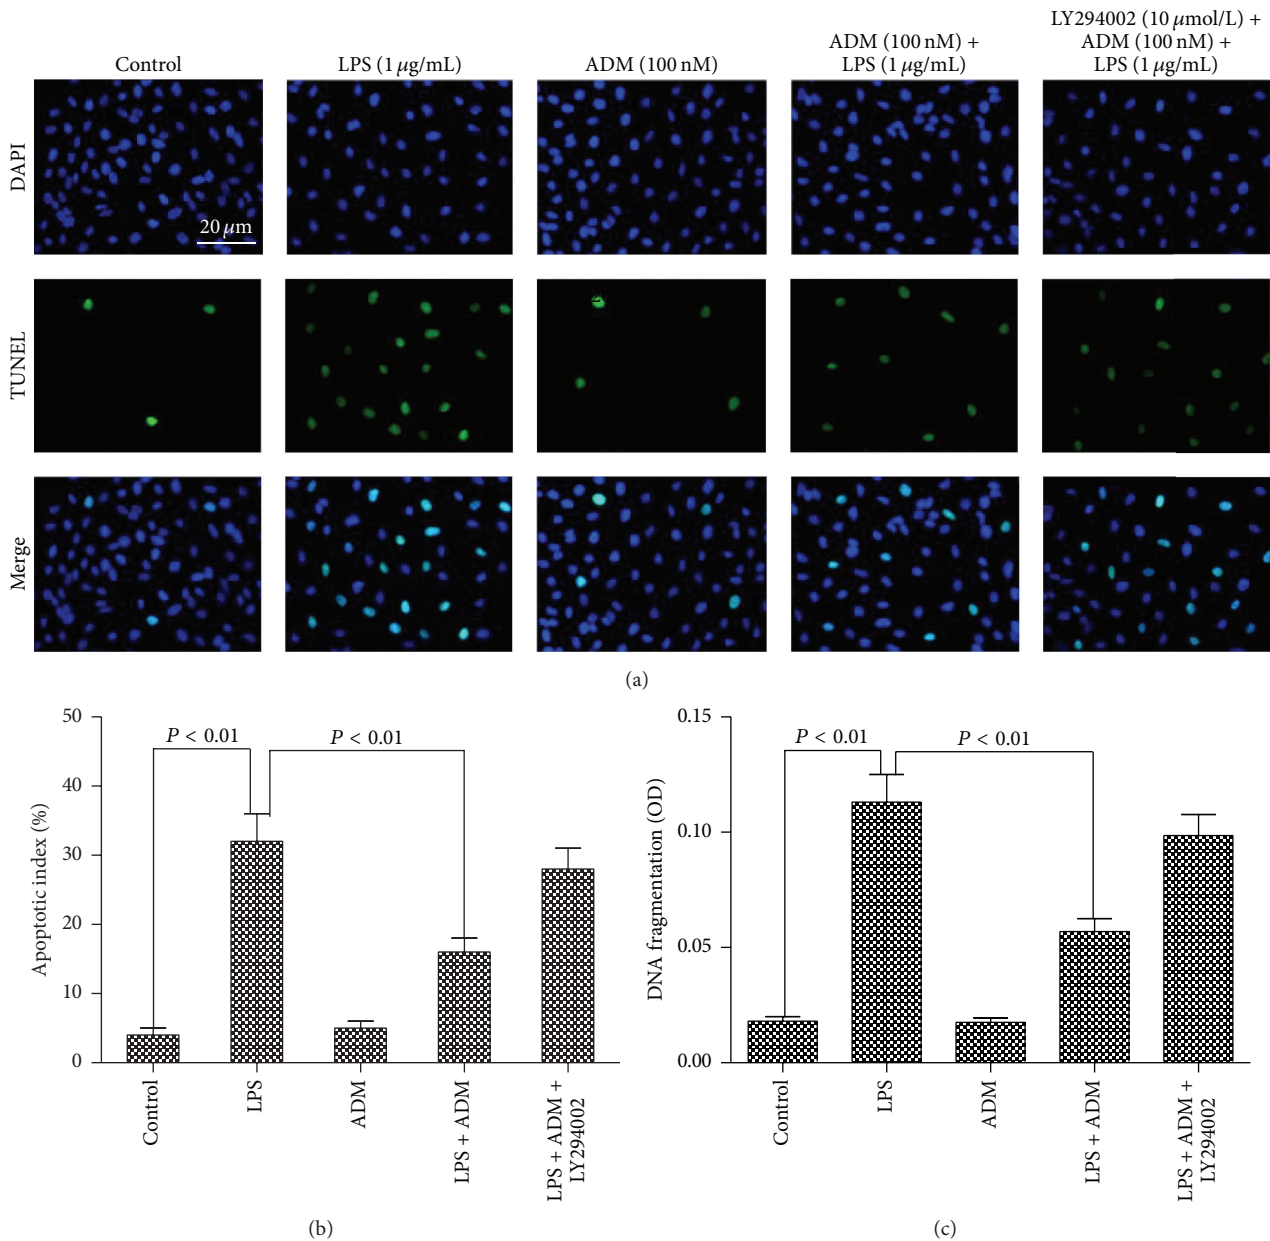 Control
LPS (1 μg/mL)
ADM (100 nM)
ADM (100 nM) +
LPS (1 μg/mL)
LY294002 (10 μmol/L) +
ADM (100 nM) +
LPS (1 μg/mL)
DAPI
20 μm
TUNEL
Merge
(a)
50
40
30
20
10
0
Apoptotic index (%)
P < 0.01
P < 0.01
Control
LPS
ADM
LPS + ADM
LPS + ADM +
LY294002
(b)
0.15
0.10
0.05
0.00
DNA fragmentation (OD)
P < 0.01
P < 0.01
Control
LPS
ADM
LPS + ADM
LPS + ADM +
LY294002
(c)